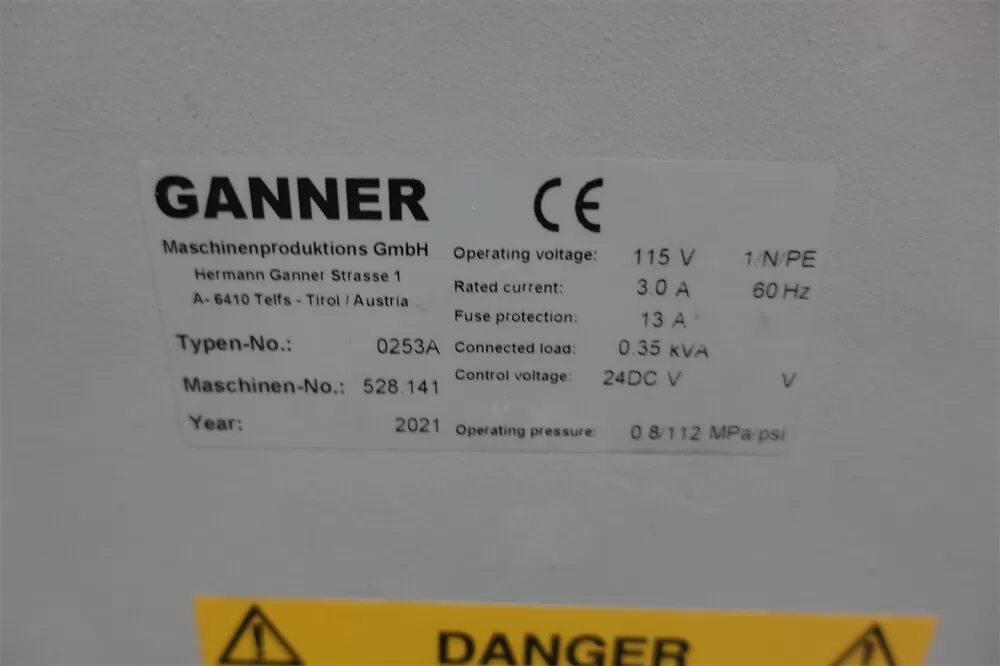 GANNER
CE
Maschinenproduktions GmbH
Hermann Ganner Strasse 1
A- 6410 Telfs - Tirol / Austria
Typen-No.: 0253A
Maschinen-No.: 528.141
Year: 2021
Operating voltage: 115 V 1/N/PE
Rated current: 3.0 A 60 Hz
Fuse protection: 13 A
Connected load: 0.35 kVA
Control voltage: 24DC V V
Operating pressure: 0.8/112 MPa/psi
DANGER